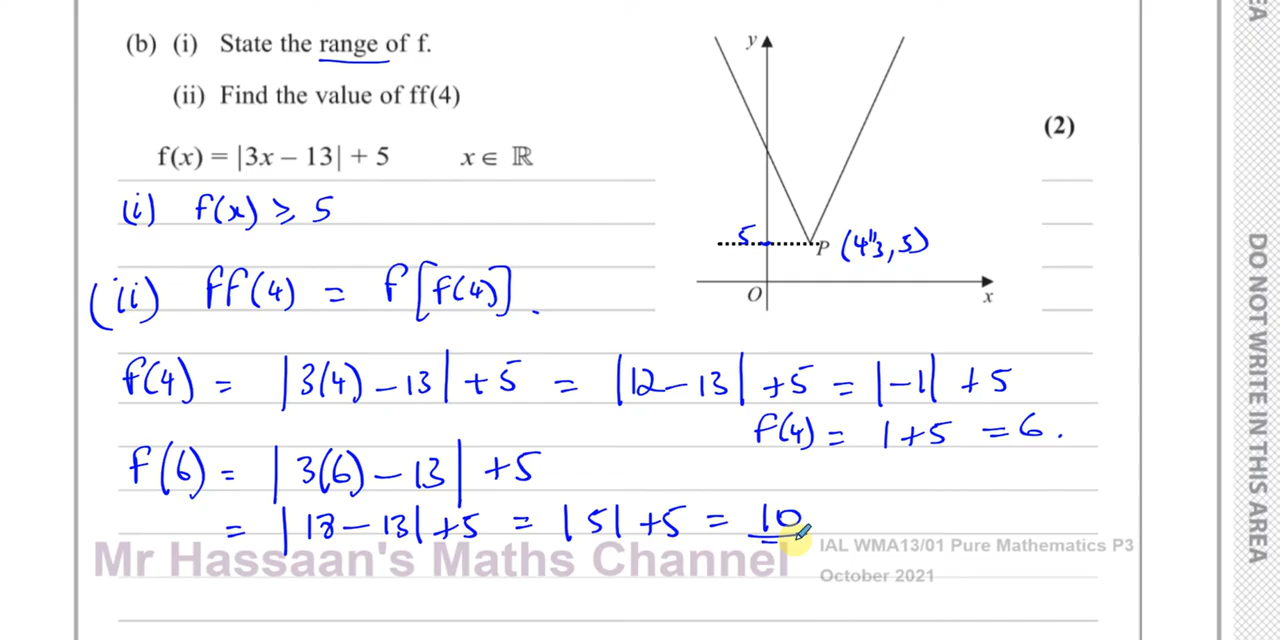 (b) (i) State the range of f.
(ii) Find the value of ff(4)
(2)
f(x) = |3x – 13| + 5 x ∈ ℝ
y
O
x
5
P (4⅓, 5)
(i) f(x) ⩾ 5
(ii) ff(4) = f[f(4)].
f(4) = |3(4) – 13| + 5 = |12 – 13| + 5 = |–1| + 5
f(4) = 1 + 5 = 6.
f(6) = |3(6) – 13| + 5
= |18 – 13| + 5 = |5| + 5 = 10
Mr Hassaan's Maths Channel
IAL WMA13/01 Pure Mathematics P3
October 2021
EA
DO NOT WRITE IN THIS AREA